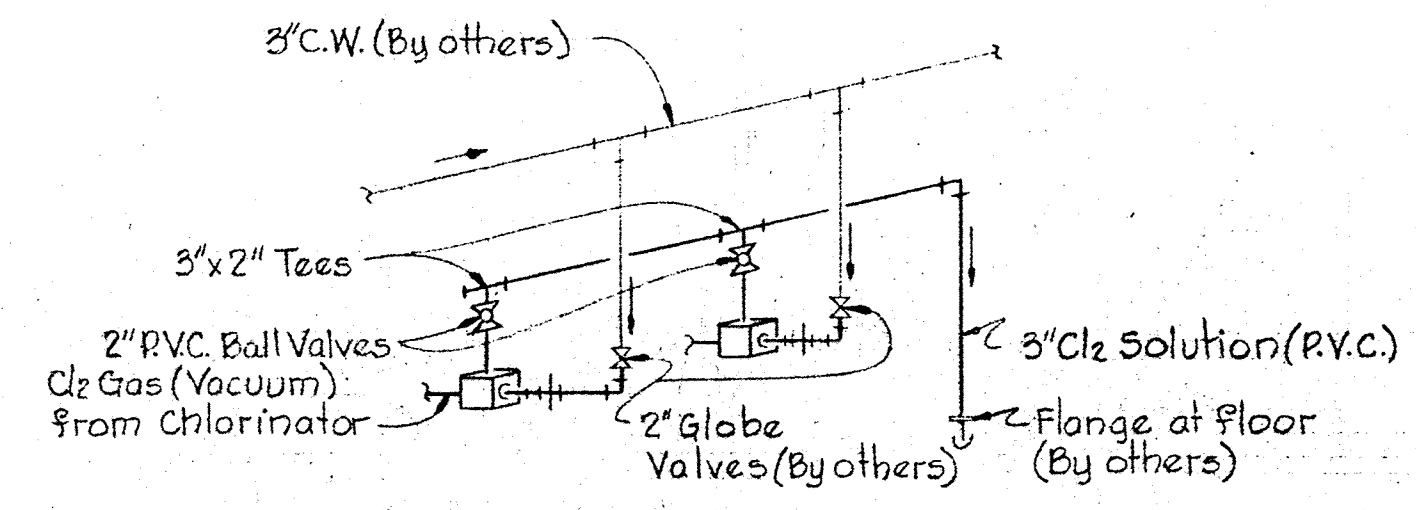 3"C.W. (By others)
3"x2" Tees
2" P.V.C. Ball Valves
Cl2 Gas (Vacuum)
from Chlorinator
2" Globe
Valves (By others)
3"Cl2 Solution (P.V.C.)
Flange at floor
(By others)